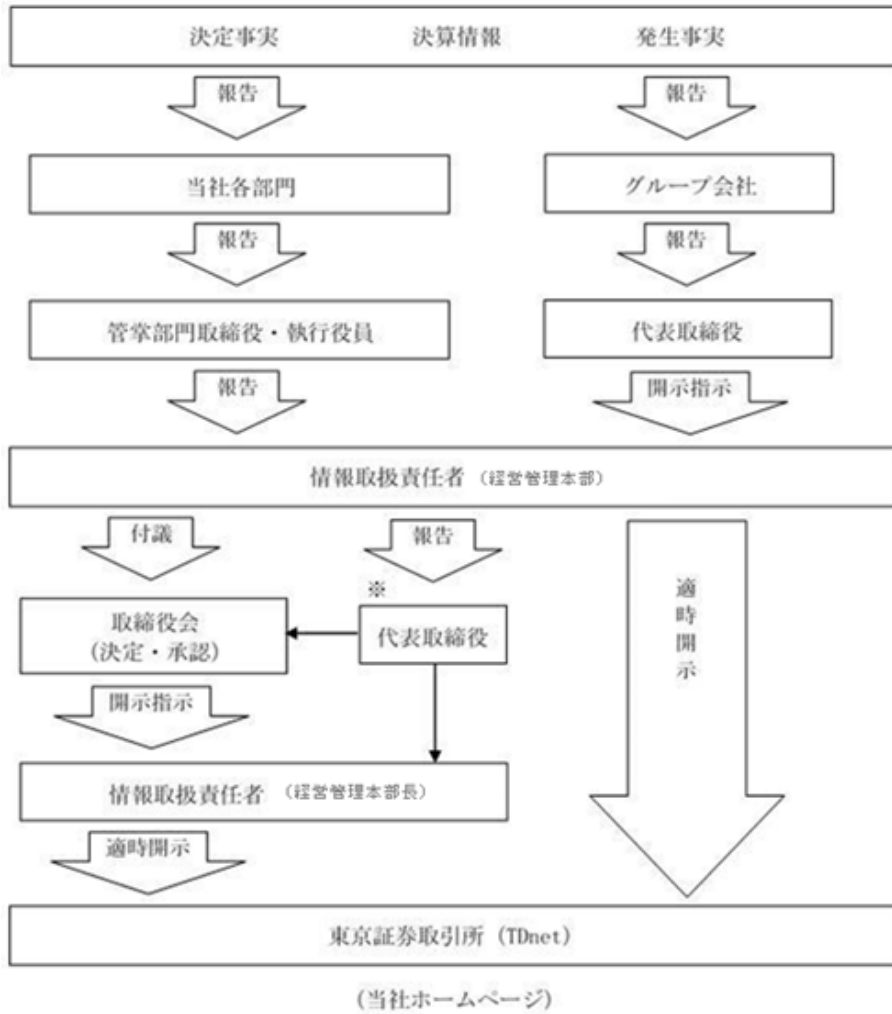 決定事実 決算情報 発生事実
報告 報告
当社各部門 グループ会社
報告 報告
管掌部門取締役・執行役員 代表取締役
報告 開示指示
情報取扱責任者 (経営管理本部)
付議 報告
※
取締役会
(決定・承認)
代表取締役
適時開示
開示指示
情報取扱責任者 (経営管理本部長)
適時開示
東京証券取引所 (TDnet)
(当社ホームページ)